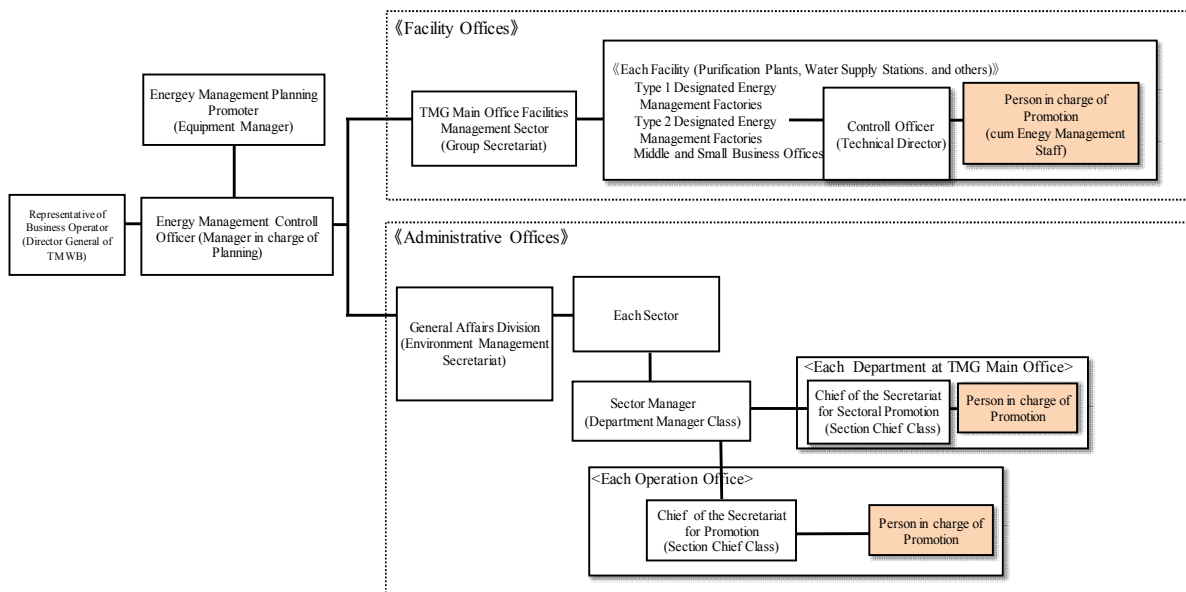 《Facility Offices》
Energey Management Planning
Promoter
(Equipment Manager)
TMG Main Office Facilities
Management Sector
(Group Secretariat)
《Each Facility (Purification Plants, Water Supply Stations. and others)》
Type 1 Designated Energy
Management Factories
Type 2 Designated Energy
Management Factories
Middle and Small Business Offices
Controll Officer
(Technical Director)
Person in charge of
Promotion
(cum Enegy Management
Staff)
Representative of
Business Operator
(Director General of
TMWB)
Energy Management Controll
Officer (Manager in charge of
Planning)
《Administrative Offices》
General Affairs Division
(Environment Management
Secretariat)
Each Sector
Sector Manager
(Department Manager Class)
<Each Department at TMG Main Office>
Chief of the Secretariat
for Sectoral Promotion
(Section Chief Class)
Person in charge of
Promotion
<Each Operation Office>
Chief of the Secretariat
for Promotion
(Section Chief Class)
Person in charge of
Promotion